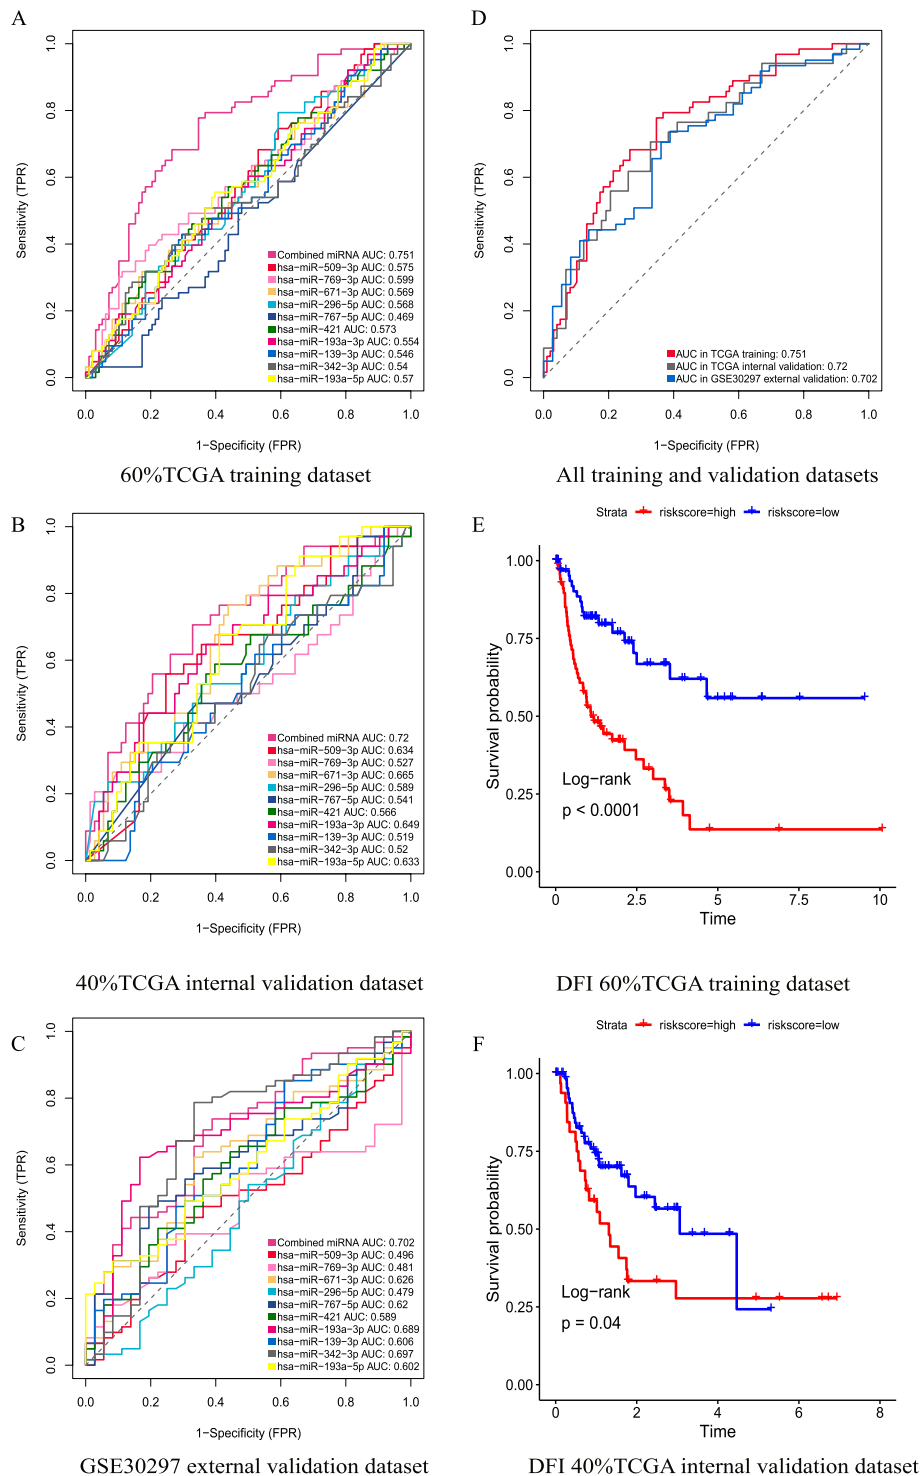 A
Sensitivity (TPR)
0.0 0.2 0.4 0.6 0.8 1.0
Combined miRNA AUC: 0.751
hsa−miR−509−3p AUC: 0.575
hsa−miR−769−3p AUC: 0.599
hsa−miR−671−3p AUC: 0.569
hsa−miR−296−5p AUC: 0.568
hsa−miR−767−5p AUC: 0.469
hsa−miR−421 AUC: 0.573
hsa−miR−193a−3p AUC: 0.554
hsa−miR−139−3p AUC: 0.546
hsa−miR−342−3p AUC: 0.54
hsa−miR−193a−5p AUC: 0.57
0.0 0.2 0.4 0.6 0.8 1.0
1−Specificity (FPR)
60%TCGA training dataset
D
Sensitivity (TPR)
0.0 0.2 0.4 0.6 0.8 1.0
AUC in TCGA training: 0.751
AUC in TCGA internal validation: 0.72
AUC in GSE30297 external validation: 0.702
0.0 0.2 0.4 0.6 0.8 1.0
1−Specificity (FPR)
All training and validation datasets
B
Sensitivity (TPR)
0.0 0.2 0.4 0.6 0.8 1.0
Combined miRNA AUC: 0.72
hsa−miR−509−3p AUC: 0.634
hsa−miR−769−3p AUC: 0.527
hsa−miR−671−3p AUC: 0.665
hsa−miR−296−5p AUC: 0.589
hsa−miR−767−5p AUC: 0.541
hsa−miR−421 AUC: 0.566
hsa−miR−193a−3p AUC: 0.649
hsa−miR−139−3p AUC: 0.519
hsa−miR−342−3p AUC: 0.52
hsa−miR−193a−5p AUC: 0.633
0.0 0.2 0.4 0.6 0.8 1.0
1−Specificity (FPR)
40%TCGA internal validation dataset
E
Strata riskscore=high riskscore=low
Survival probability
1.00
0.75
0.50
0.25
0.00
Log−rank
p < 0.0001
0 2.5 5 7.5 10
Time
DFI 60%TCGA training dataset
C
Sensitivity (TPR)
0.0 0.2 0.4 0.6 0.8 1.0
Combined miRNA AUC: 0.702
hsa−miR−509−3p AUC: 0.496
hsa−miR−769−3p AUC: 0.481
hsa−miR−671−3p AUC: 0.626
hsa−miR−296−5p AUC: 0.479
hsa−miR−767−5p AUC: 0.62
hsa−miR−421 AUC: 0.589
hsa−miR−193a−3p AUC: 0.689
hsa−miR−139−3p AUC: 0.606
hsa−miR−342−3p AUC: 0.697
hsa−miR−193a−5p AUC: 0.602
0.0 0.2 0.4 0.6 0.8 1.0
1−Specificity (FPR)
GSE30297 external validation dataset
F
Strata riskscore=high riskscore=low
Survival probability
1.00
0.75
0.50
0.25
0.00
Log−rank
p = 0.04
0 2 4 6 8
Time
DFI 40%TCGA internal validation dataset